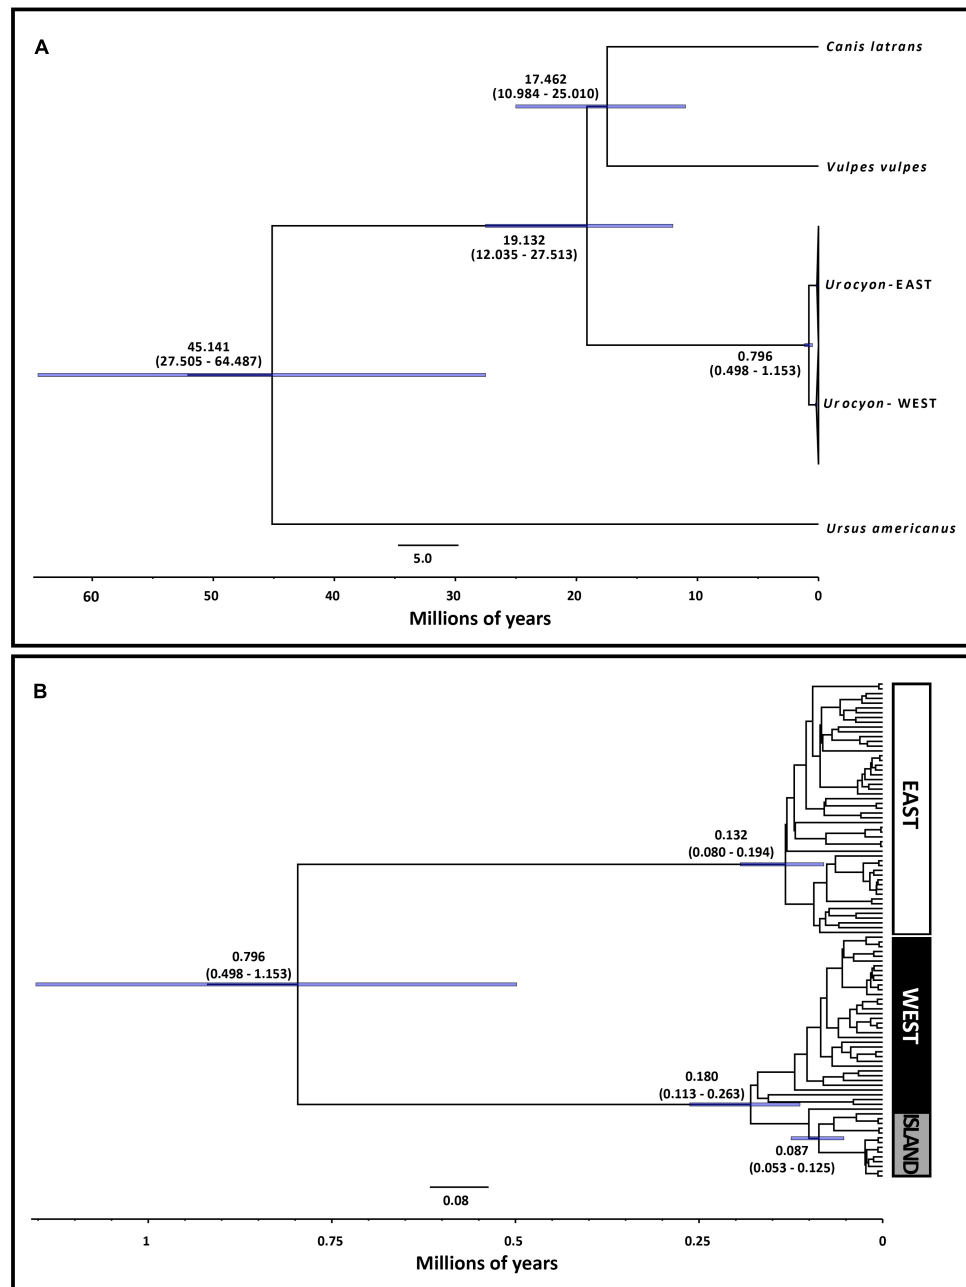 A
Canis latrans
17.462
(10.984 - 25.010)
Vulpes vulpes
19.132
(12.035 - 27.513)
Urocyon-EAST
45.141
(27.505 - 64.487)
0.796
(0.498 - 1.153)
Urocyon- WEST
Ursus americanus
5.0
60 50 40 30 20 10 0
Millions of years
B
EAST
0.132
(0.080 - 0.194)
0.796
(0.498 - 1.153)
WEST
0.180
(0.113 - 0.263)
ISLAND
0.087
(0.053 - 0.125)
0.08
1 0.75 0.5 0.25 0
Millions of years